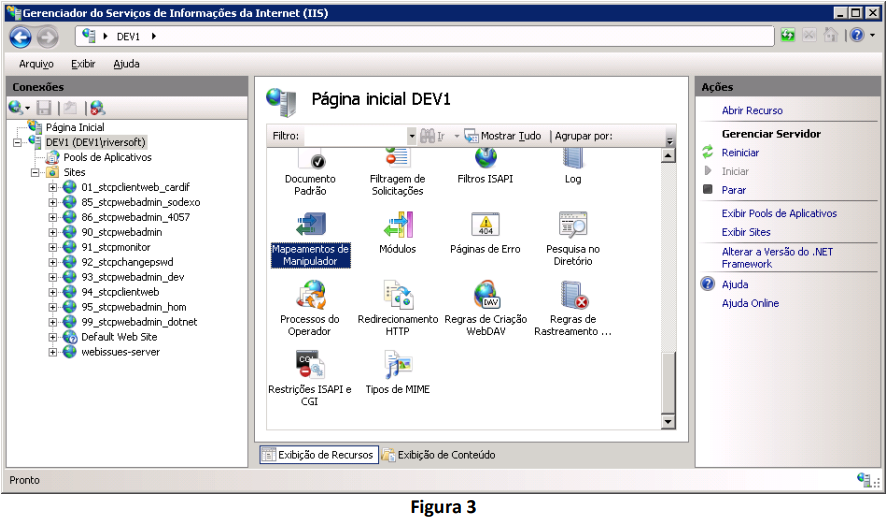 Gerenciador do Serviços de Informações da Internet (IIS)
DEV1
Arquivo Exibir Ajuda
Conexões
Página Inicial
DEV1 (DEV1\riversoft)
Pools de Aplicativos
Sites
01_stcpclientweb_cardif
85_stcpwebadmin_sodexo
86_stcpwebadmin_4057
90_stcpwebadmin
91_stcpmonitor
92_stcpchangepswd
93_stcpwebadmin_dev
94_stcpclientweb
95_stcpwebadmin_hom
99_stcpwebadmin_dotnet
Default Web Site
webissues-server
Página inicial DEV1
Filtro: Ir Mostrar Tudo Agrupar por:
Documento Padrão
Filtragem de Solicitações
Filtros ISAPI
Log
Mapeamentos de Manipulador
Módulos
404
Páginas de Erro
Pesquisa no Diretório
Processos do Operador
Redirecionamento HTTP
DAV
Regras de Criação WebDAV
Regras de Rastreamento ...
Restrições ISAPI e CGI
Tipos de MIME
Exibição de Recursos Exibição de Conteúdo
Ações
Abrir Recurso
Gerenciar Servidor
Reiniciar
Iniciar
Parar
Exibir Pools de Aplicativos
Exibir Sites
Alterar a Versão do .NET
Framework
Ajuda
Ajuda Online
Pronto
Figura 3